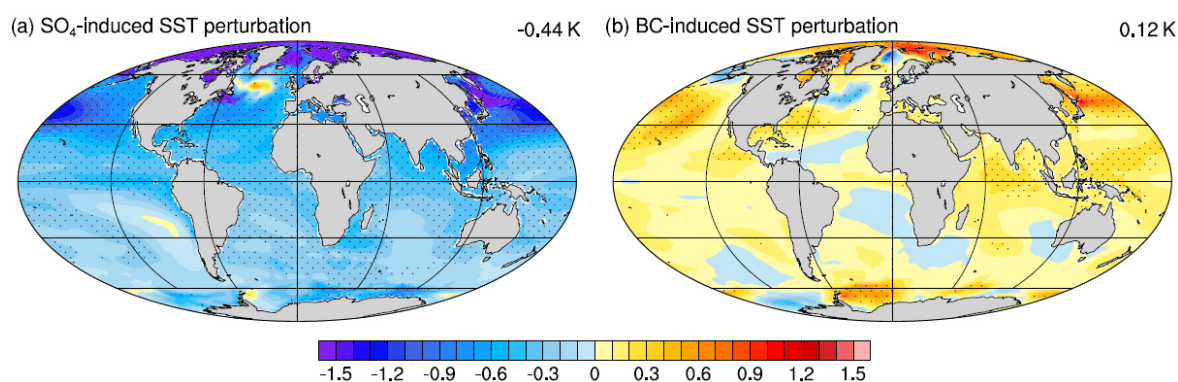 (a) SO₄-induced SST perturbation -0.44 K
(b) BC-induced SST perturbation 0.12 K
-1.5 -1.2 -0.9 -0.6 -0.3 0 0.3 0.6 0.9 1.2 1.5